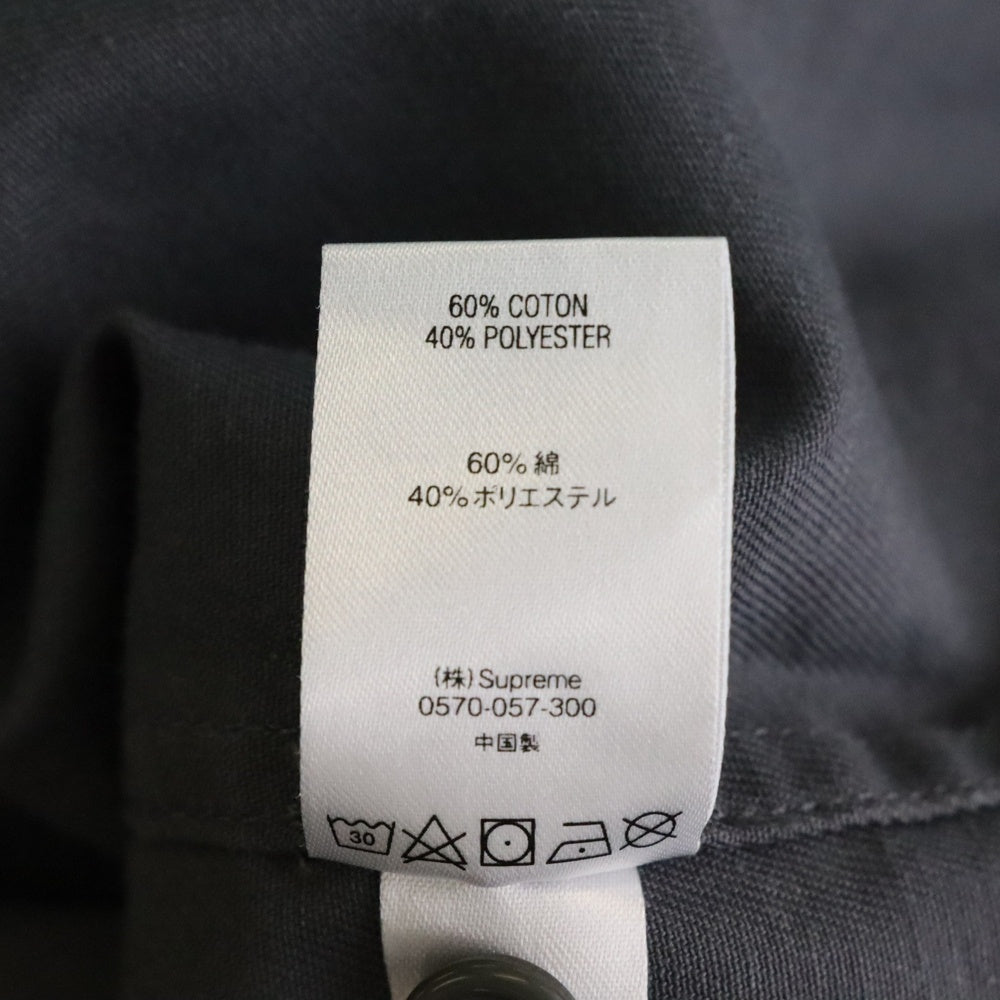 60% COTON
40% POLYESTER
60% 綿
40%ポリエステル
(株)Supreme
0570-057-300
中国製
30